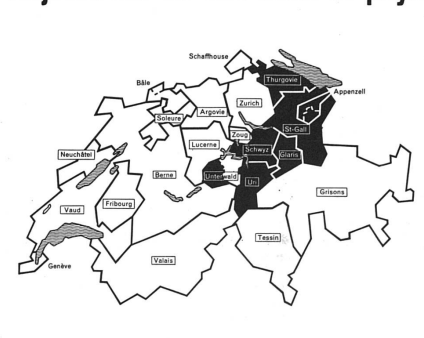 Schaffhouse
Thurgovie
Bâle
Appenzell
Zurich
Argovie
Soleure
St-Gall
Zoug
Lucerne
Schwyz
Glaris
Neuchâtel
Berne
Unterwald
Uri
Grisons
Fribourg
Vaud
Tessin
Valais
Genève